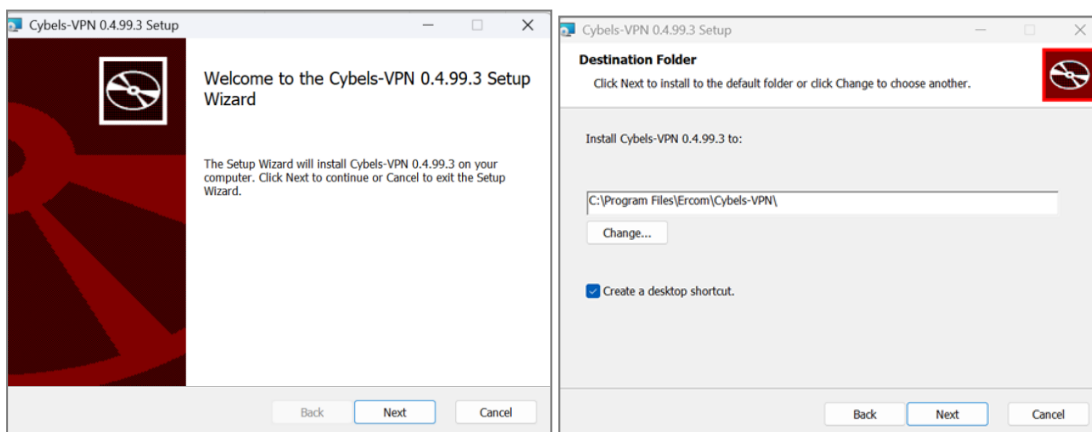 Cybels-VPN 0.4.99.3 Setup
Welcome to the Cybels-VPN 0.4.99.3 Setup
Wizard
The Setup Wizard will install Cybels-VPN 0.4.99.3 on your
computer. Click Next to continue or Cancel to exit the Setup
Wizard.
Back
Next
Cancel
Cybels-VPN 0.4.99.3 Setup
Destination Folder
Click Next to install to the default folder or click Change to choose another.
Install Cybels-VPN 0.4.99.3 to:
C:\Program Files\Ercom\Cybels-VPN\
Change...
Create a desktop shortcut.
Back
Next
Cancel